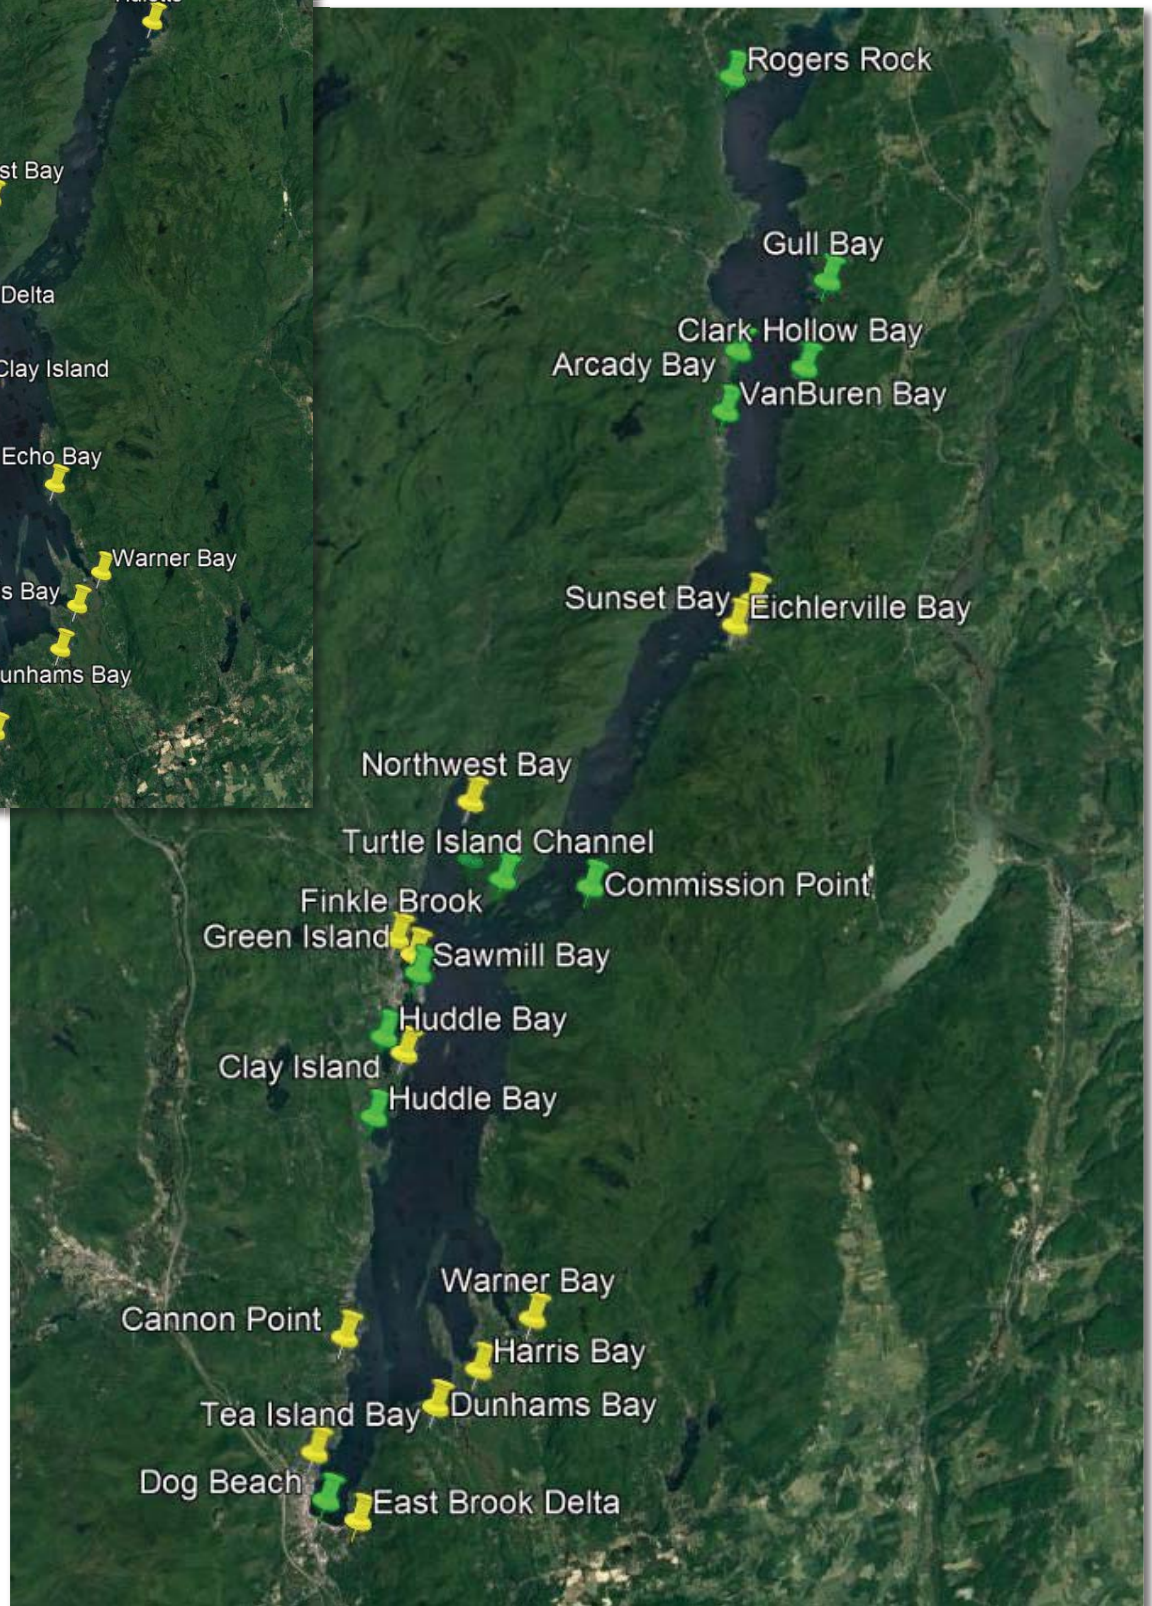 st Bay
Delta
Clay Island
Echo Bay
Warner Bay
s Bay
unhams Bay
Rogers Rock
Gull Bay
Clark Hollow Bay
Arcady Bay
VanBuren Bay
Sunset Bay
Eichlerville Bay
Northwest Bay
Turtle Island Channel
Commission Point
Finkle Brook
Green Island
Sawmill Bay
Huddle Bay
Clay Island
Huddle Bay
Warner Bay
Cannon Point
Harris Bay
Dunhams Bay
Tea Island Bay
Dog Beach
East Brook Delta